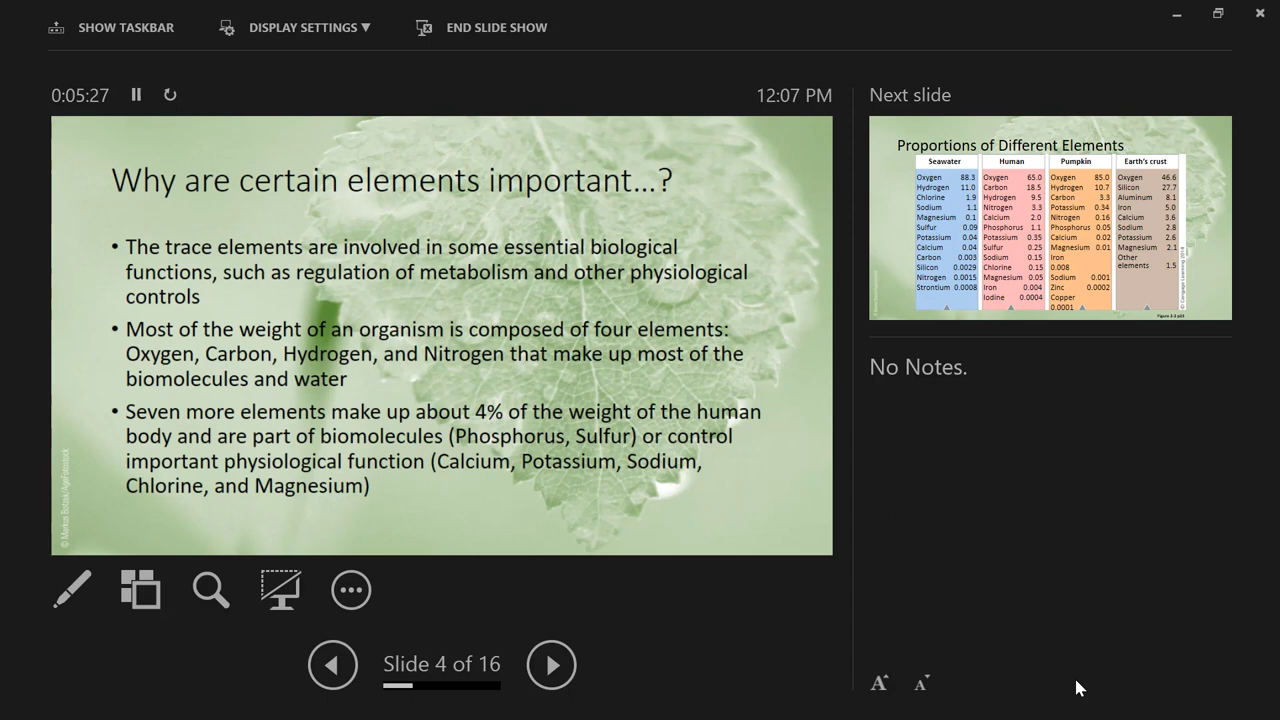 SHOW TASKBAR
DISPLAY SETTINGS ▼
END SLIDE SHOW
0:05:27
12:07 PM
Why are certain elements important...?
• The trace elements are involved in some essential biological
functions, such as regulation of metabolism and other physiological
controls
• Most of the weight of an organism is composed of four elements:
Oxygen, Carbon, Hydrogen, and Nitrogen that make up most of the
biomolecules and water
• Seven more elements make up about 4% of the weight of the human
body and are part of biomolecules (Phosphorus, Sulfur) or control
important physiological function (Calcium, Potassium, Sodium,
Chlorine, and Magnesium)
Slide 4 of 16
Next slide
Proportions of Different Elements
Seawater
Oxygen 88.3
Hydrogen 11.0
Chlorine 1.9
Sodium 1.1
Magnesium 0.1
Sulfur 0.09
Potassium 0.04
Calcium 0.04
Carbon 0.003
Silicon 0.0029
Nitrogen 0.0015
Strontium 0.0008
Human
Oxygen 65.0
Carbon 18.5
Hydrogen 9.5
Nitrogen 3.3
Calcium 2.0
Phosphorus 1.1
Potassium 0.35
Sulfur 0.25
Sodium 0.15
Chlorine 0.15
Magnesium 0.05
Iron 0.004
Iodine 0.0004
Pumpkin
Oxygen 85.0
Hydrogen 10.7
Carbon 3.3
Potassium 0.34
Nitrogen 0.16
Phosphorus 0.05
Calcium 0.02
Magnesium 0.01
Iron
0.008
Sodium 0.001
Zinc 0.0002
Copper
0.0001
Earth's crust
Oxygen 46.6
Silicon 27.7
Aluminum 8.1
Iron 5.0
Calcium 3.6
Sodium 2.8
Potassium 2.6
Magnesium 2.1
Other
elements 1.5
© Cengage Learning 2014
No Notes.
A A